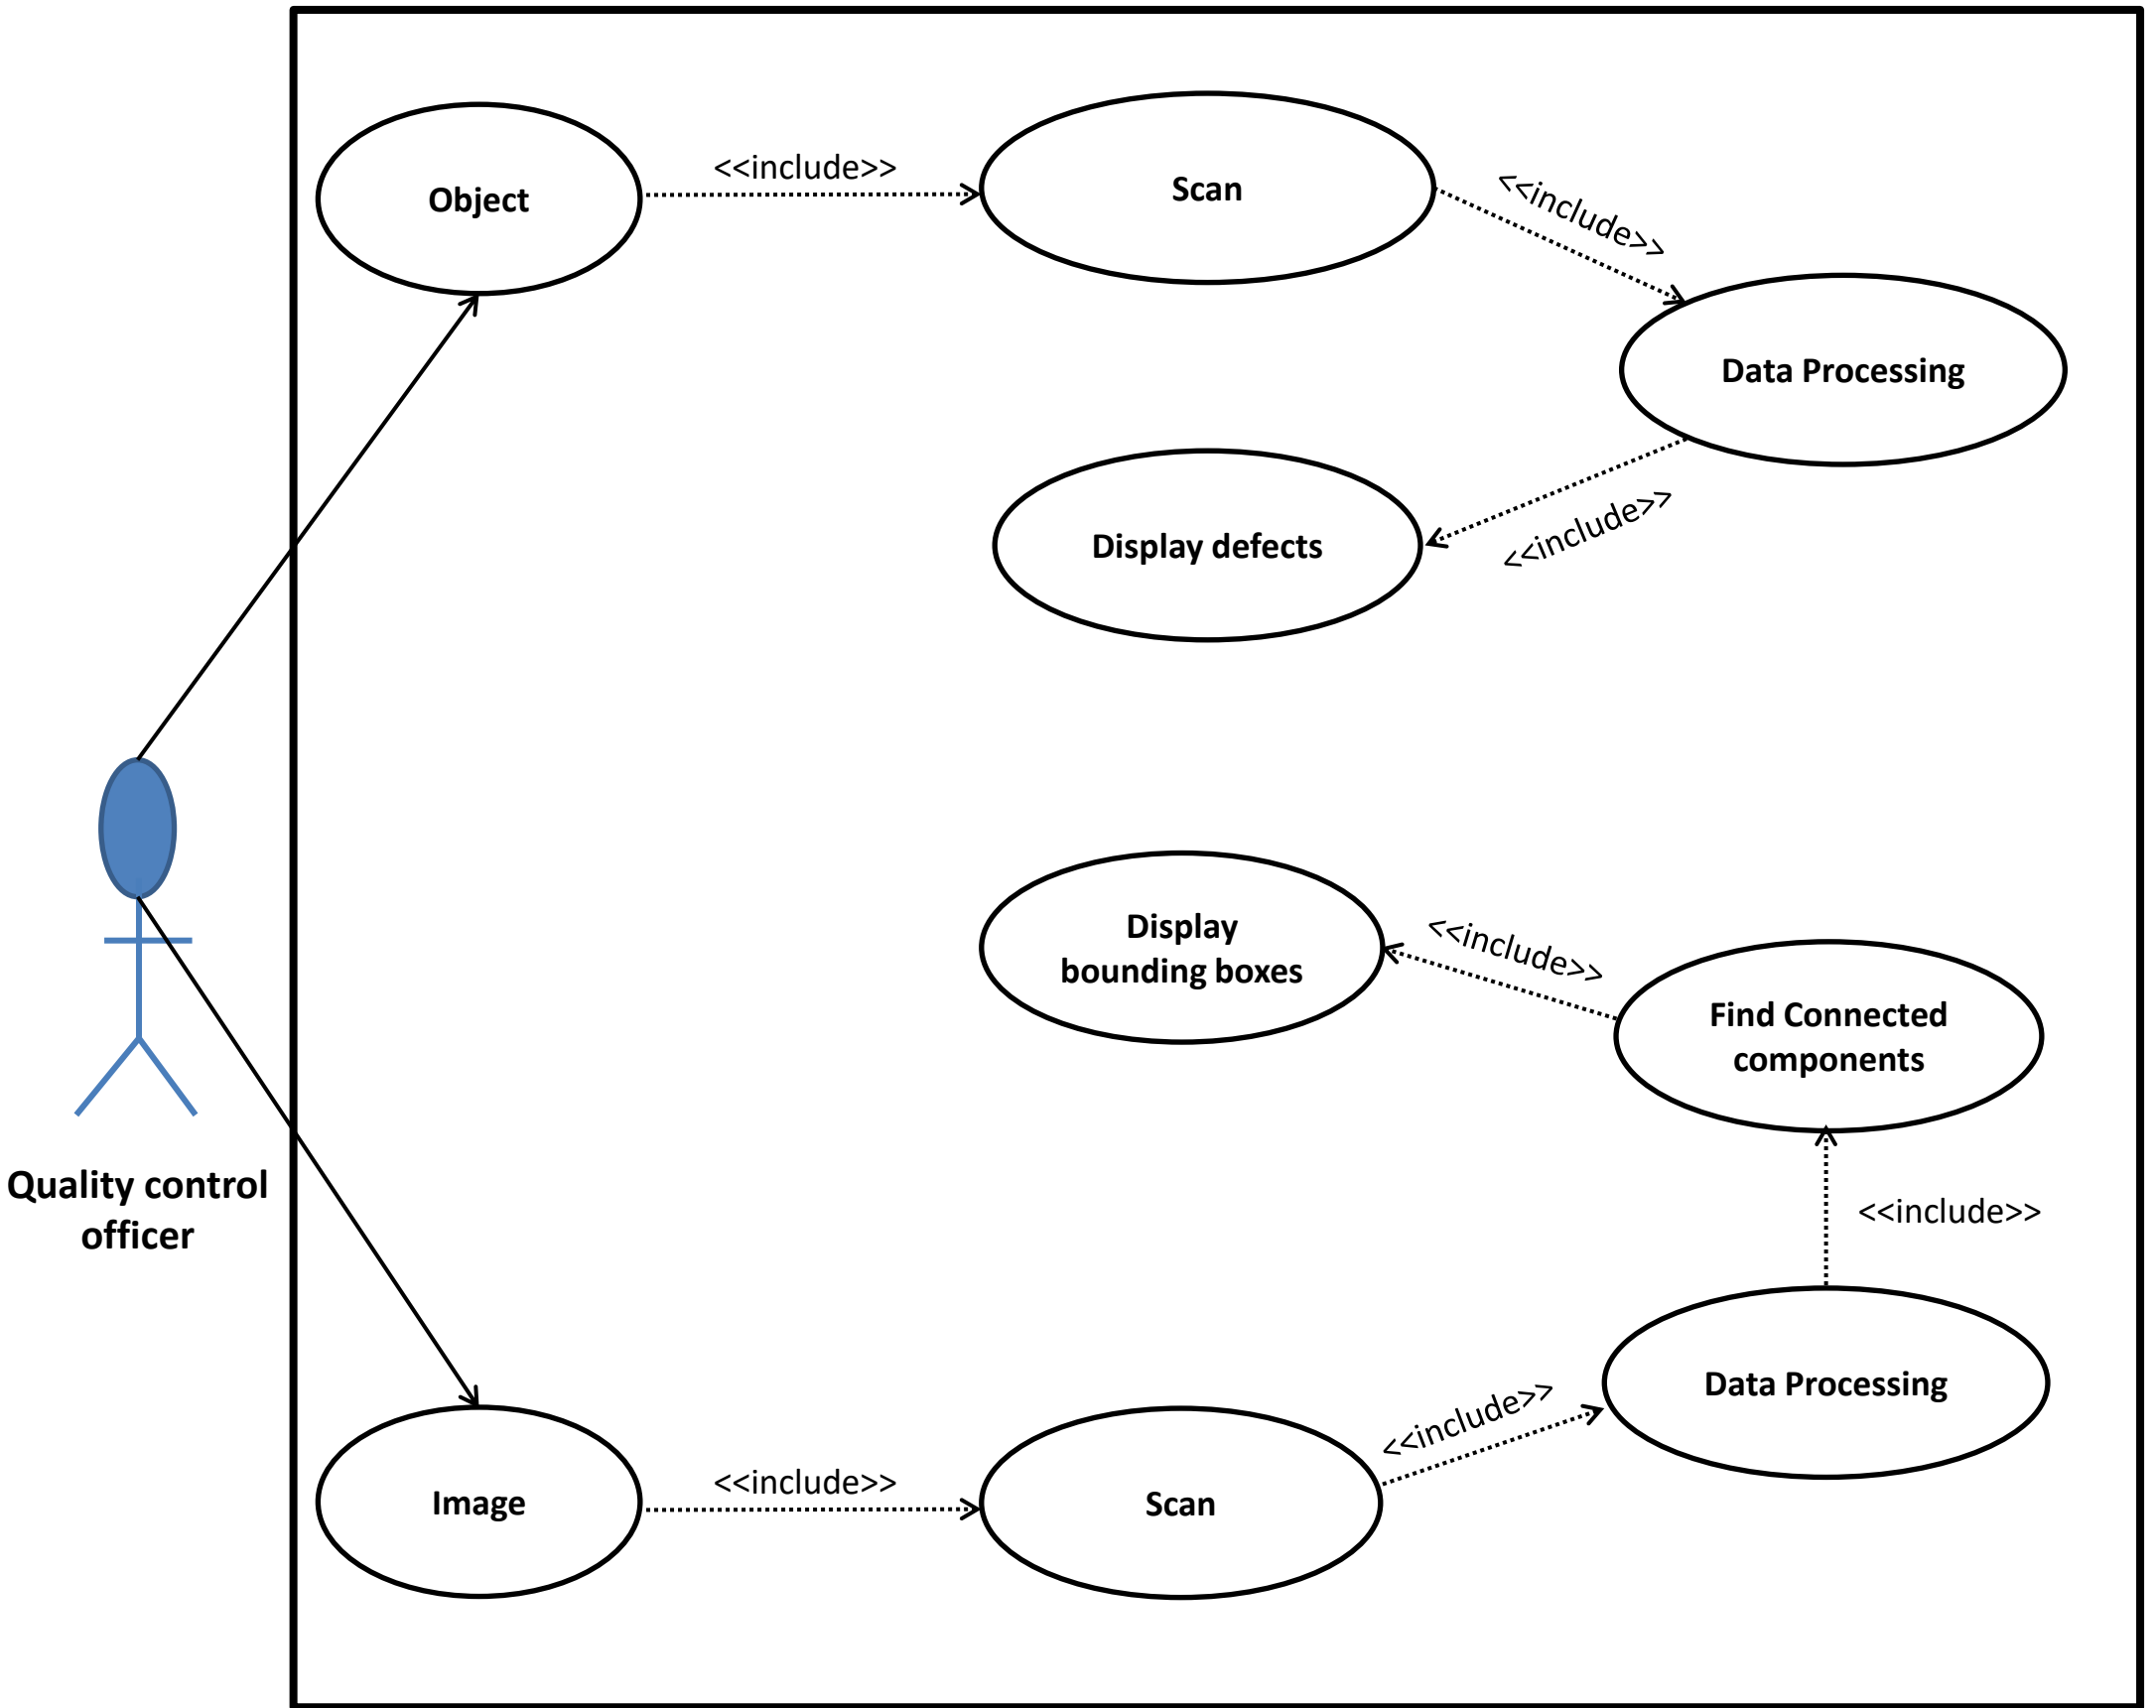 Object
<<include>>
Scan
<<include>>
Data Processing
<<include>>
Display defects
Display
bounding boxes
<<include>>
Find Connected
components
Quality control
officer
<<include>>
Data Processing
<<include>>
Image
<<include>>
Scan